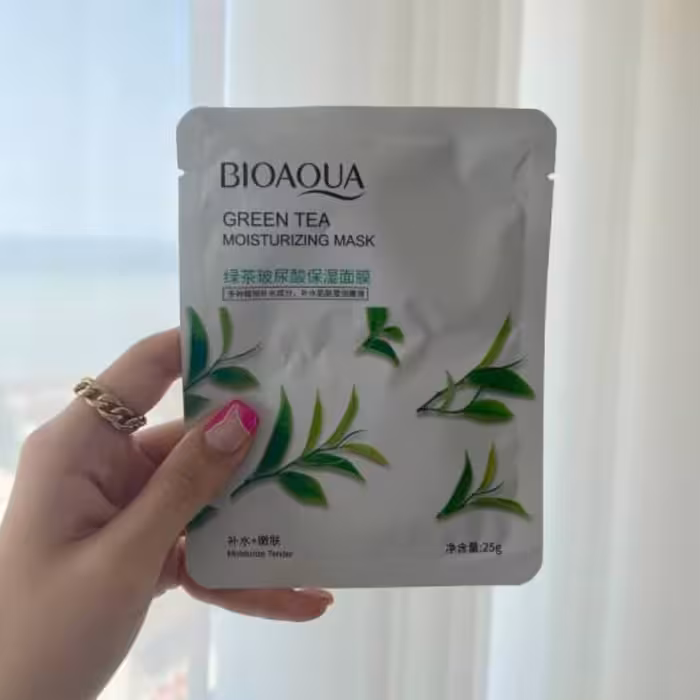 BIOAQUA
GREEN TEA
MOISTURIZING MASK
绿茶玻尿酸保湿面膜
补水+嫩肤
Moisturize Tender
净含量:25g